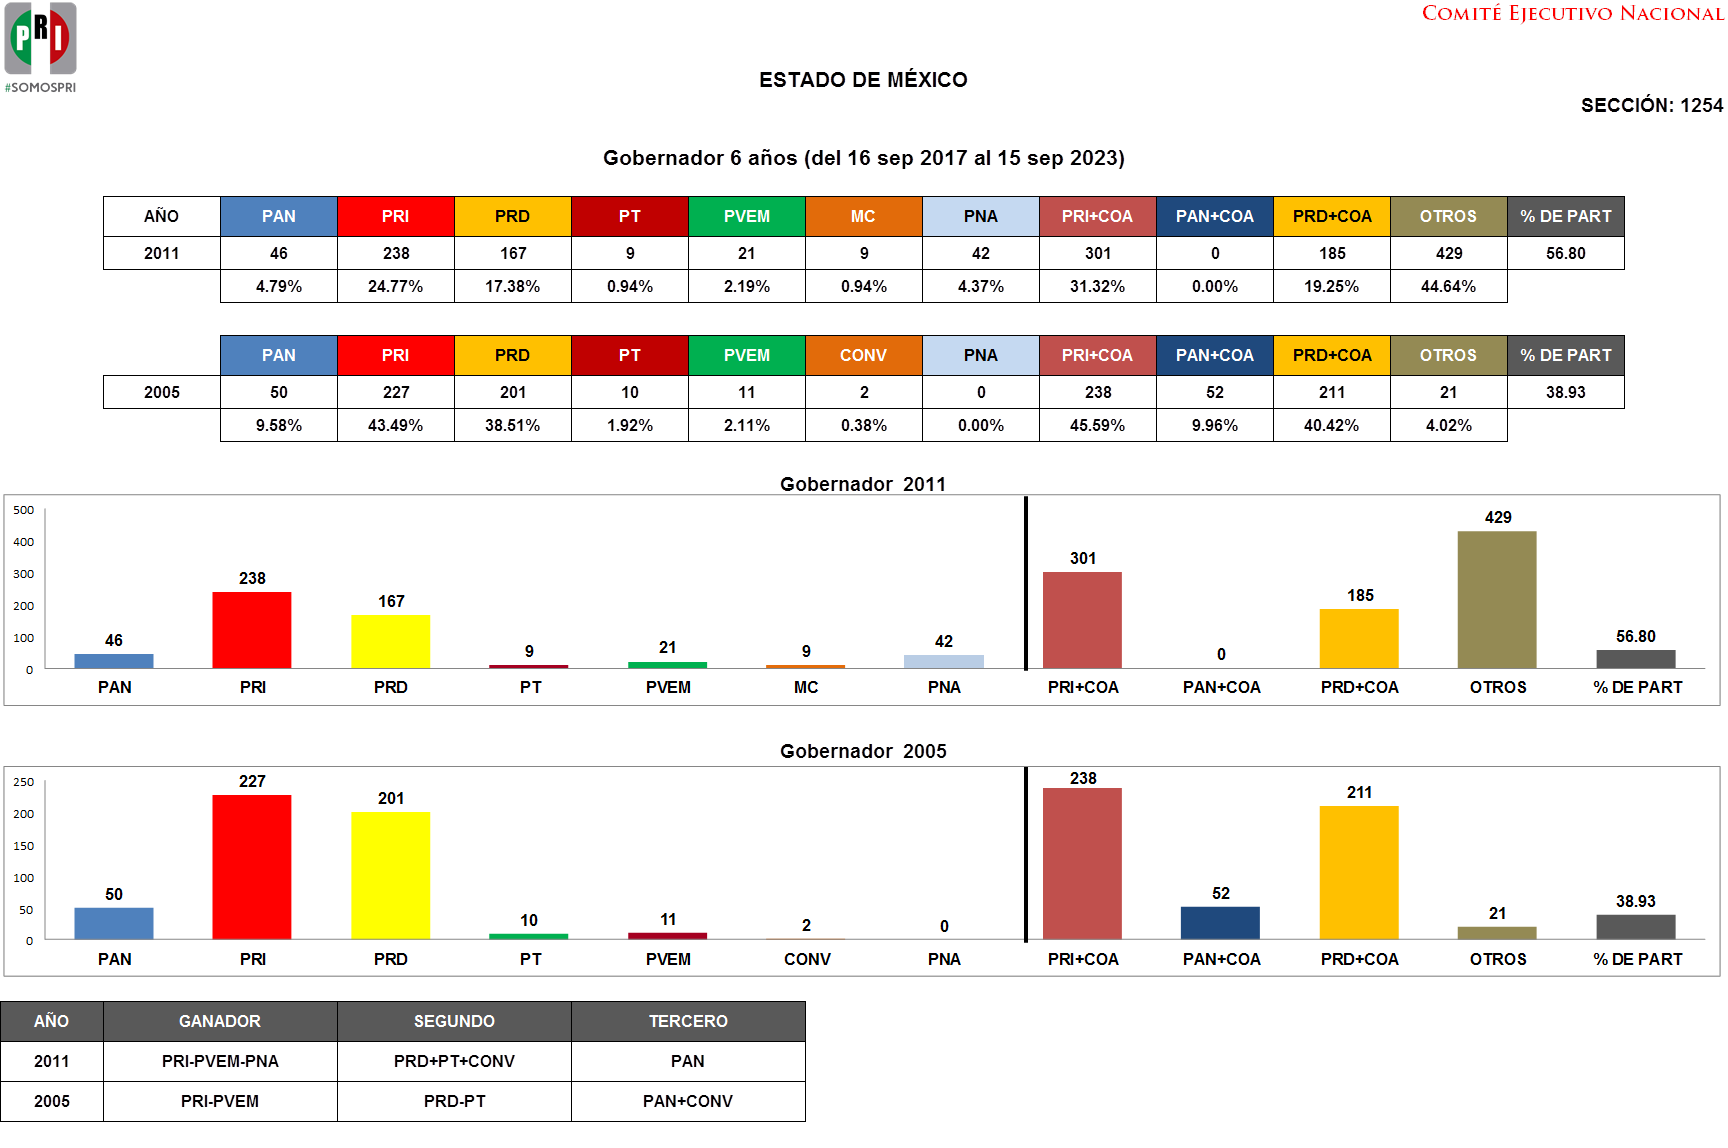 PRI
#SOMOSPRI
COMITÉ EJECUTIVO NACIONAL
ESTADO DE MÉXICO
SECCIÓN: 1254
Gobernador 6 años (del 16 sep 2017 al 15 sep 2023)
AÑO PAN PRI PRD PT PVEM MC PNA PRI+COA PAN+COA PRD+COA OTROS % DE PART
2011 46 238 167 9 21 9 42 301 0 185 429 56.80
4.79% 24.77% 17.38% 0.94% 2.19% 0.94% 4.37% 31.32% 0.00% 19.25% 44.64%
PAN PRI PRD PT PVEM CONV PNA PRI+COA PAN+COA PRD+COA OTROS % DE PART
2005 50 227 201 10 11 2 0 238 52 211 21 38.93
9.58% 43.49% 38.51% 1.92% 2.11% 0.38% 0.00% 45.59% 9.96% 40.42% 4.02%
Gobernador 2011
500
400
300
200
100
0
46 238 167 9 21 9 42 301 0 185 429 56.80
PAN PRI PRD PT PVEM MC PNA PRI+COA PAN+COA PRD+COA OTROS % DE PART
Gobernador 2005
250
200
150
100
50
0
50 227 201 10 11 2 0 238 52 211 21 38.93
PAN PRI PRD PT PVEM CONV PNA PRI+COA PAN+COA PRD+COA OTROS % DE PART
AÑO GANADOR SEGUNDO TERCERO
2011 PRI-PVEM-PNA PRD+PT+CONV PAN
2005 PRI-PVEM PRD-PT PAN+CONV